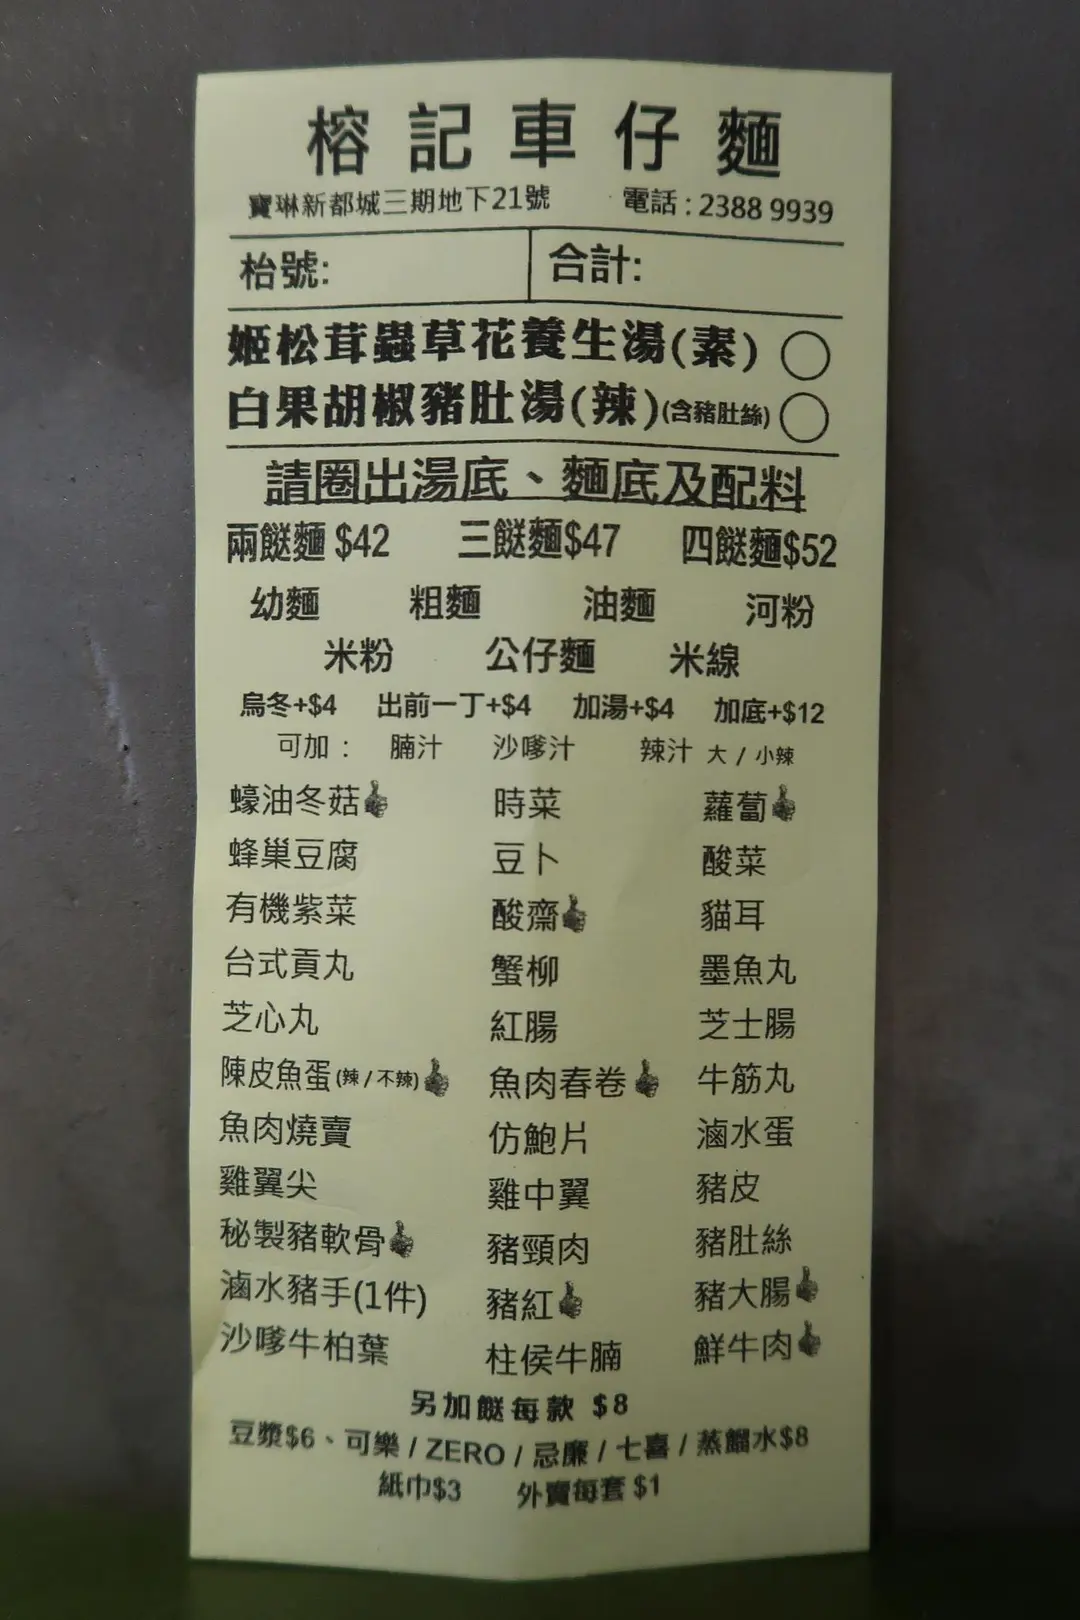 榕記車仔麵
寶琳新都城三期地下21號 電話:2388 9939
枱號: 合計:
姬松茸蟲草花養生湯(素)
白果胡椒豬肚湯(辣)(含豬肚絲)
請圈出湯底、麵底及配料
兩餸麵 $42 三餸麵$47 四餸麵$52
幼麵 粗麵 油麵 河粉
米粉 公仔麵 米線
烏冬+$4 出前一丁+$4 加湯+$4 加底+$12
可加: 腩汁 沙嗲汁 辣汁 大/小辣
蠔油冬菇 時菜 蘿蔔
蜂巢豆腐 豆卜 酸菜
有機紫菜 酸齋 貓耳
台式貢丸 蟹柳 墨魚丸
芝心丸 紅腸 芝士腸
陳皮魚蛋(辣/不辣) 魚肉春卷 牛筋丸
魚肉燒賣 仿鮑片 滷水蛋
雞翼尖 雞中翼 豬皮
秘製豬軟骨 豬頸肉 豬肚絲
滷水豬手(1件) 豬紅 豬大腸
沙嗲牛柏葉 柱侯牛腩 鮮牛肉
另加餸每款 $8
豆漿$6、可樂/ZERO/忌廉/七喜/蒸餾水$8
紙巾$3 外賣每套$1